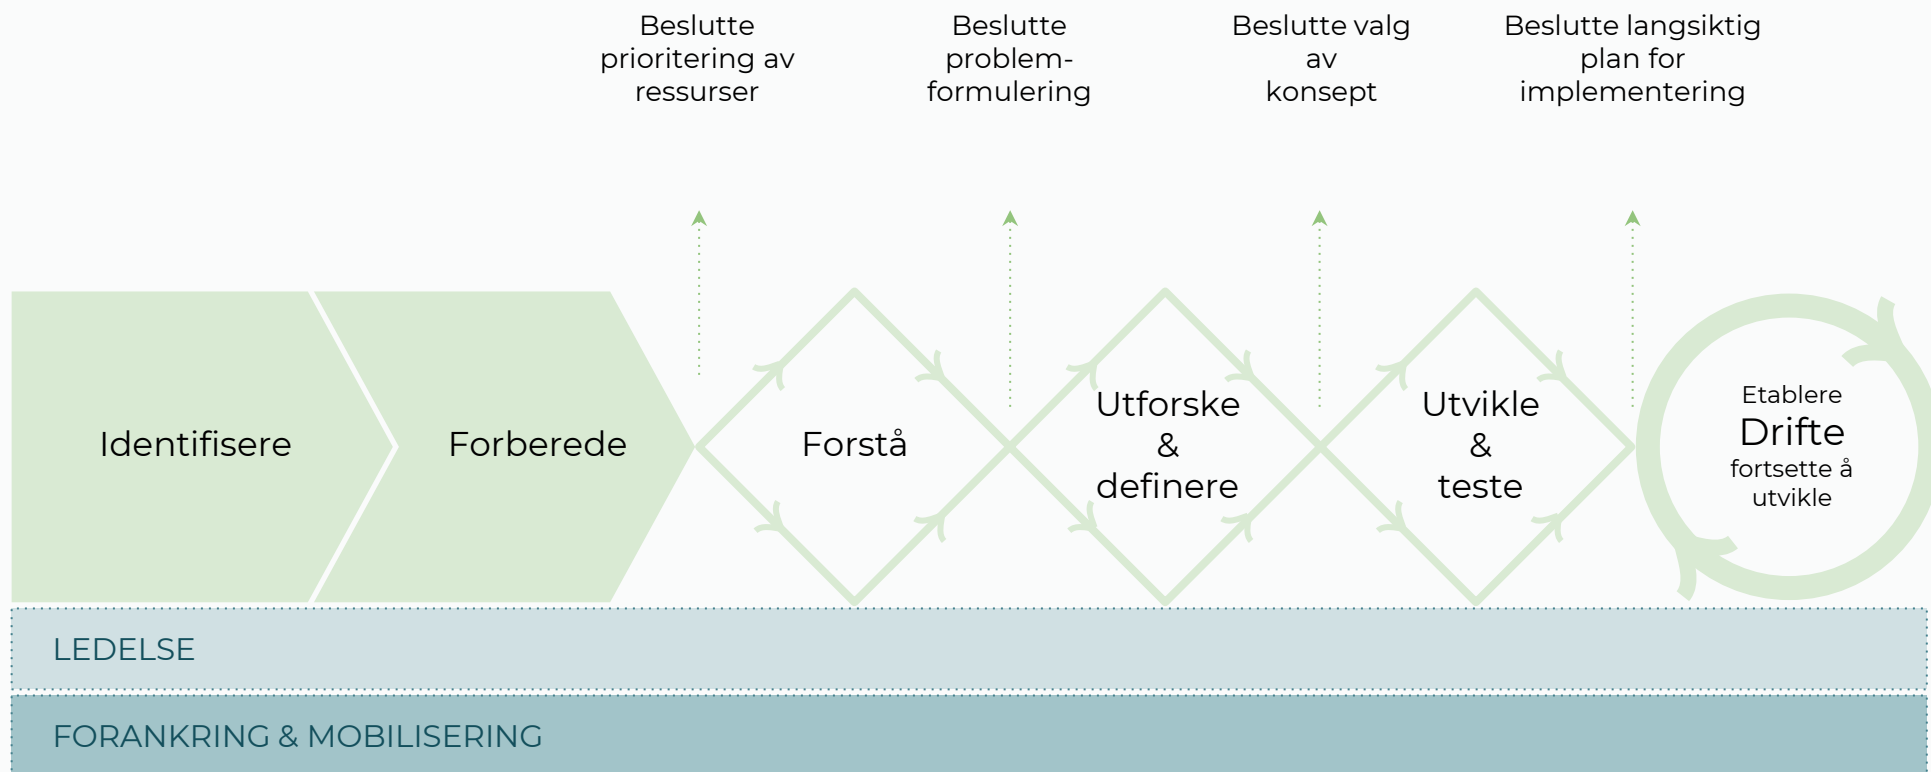 Beslutte
prioritering av
ressurser
Beslutte
problem-
formulering
Beslutte valg
av
konsept
Beslutte langsiktig
plan for
implementering
Identifisere
Forberede
Forstå
Utforske
&
definere
Utvikle
&
teste
Etablere
Drifte
fortsette å
utvikle
LEDELSE
FORANKRING & MOBILISERING